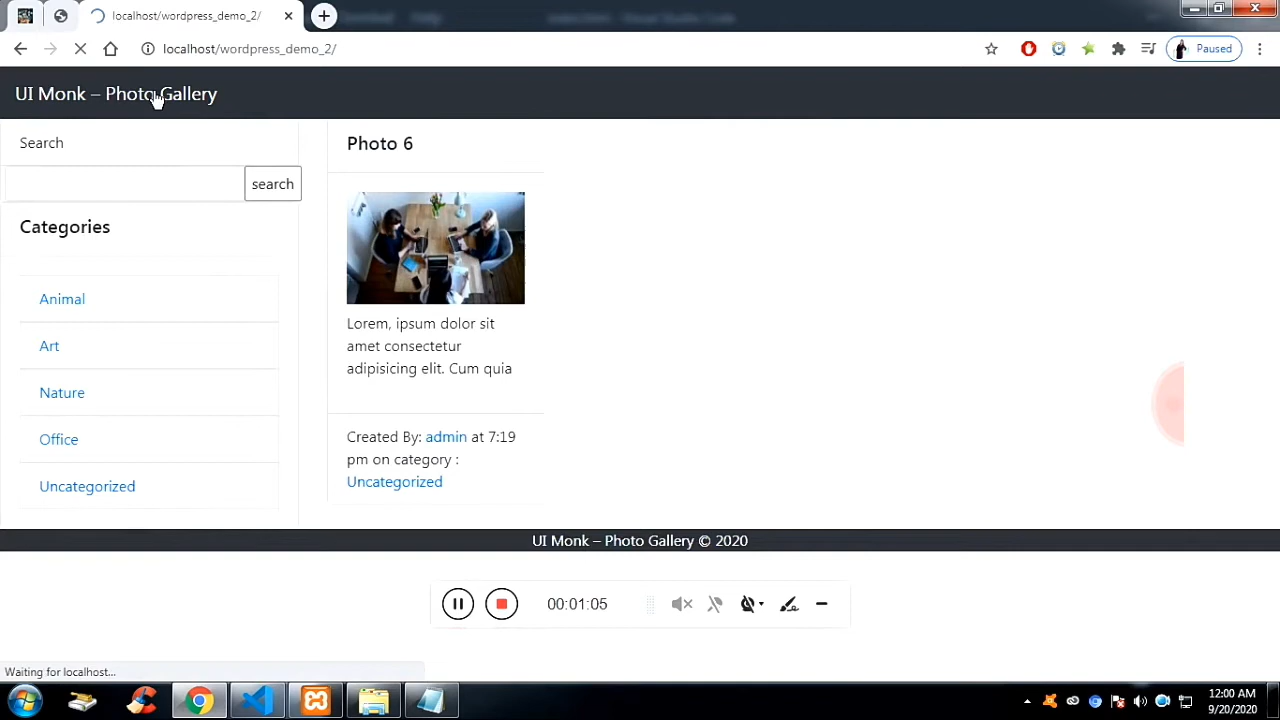 localhost/wordpress_demo_2/
localhost/wordpress_demo_2/
Paused
UI Monk – Photo Gallery
Search
search
Categories
Animal
Art
Nature
Office
Uncategorized
Photo 6
Lorem, ipsum dolor sit
amet consectetur
adipisicing elit. Cum quia
Created By: admin at 7:19
pm on category :
Uncategorized
UI Monk – Photo Gallery © 2020
00:01:05
Waiting for localhost...
12:00 AM
9/20/2020